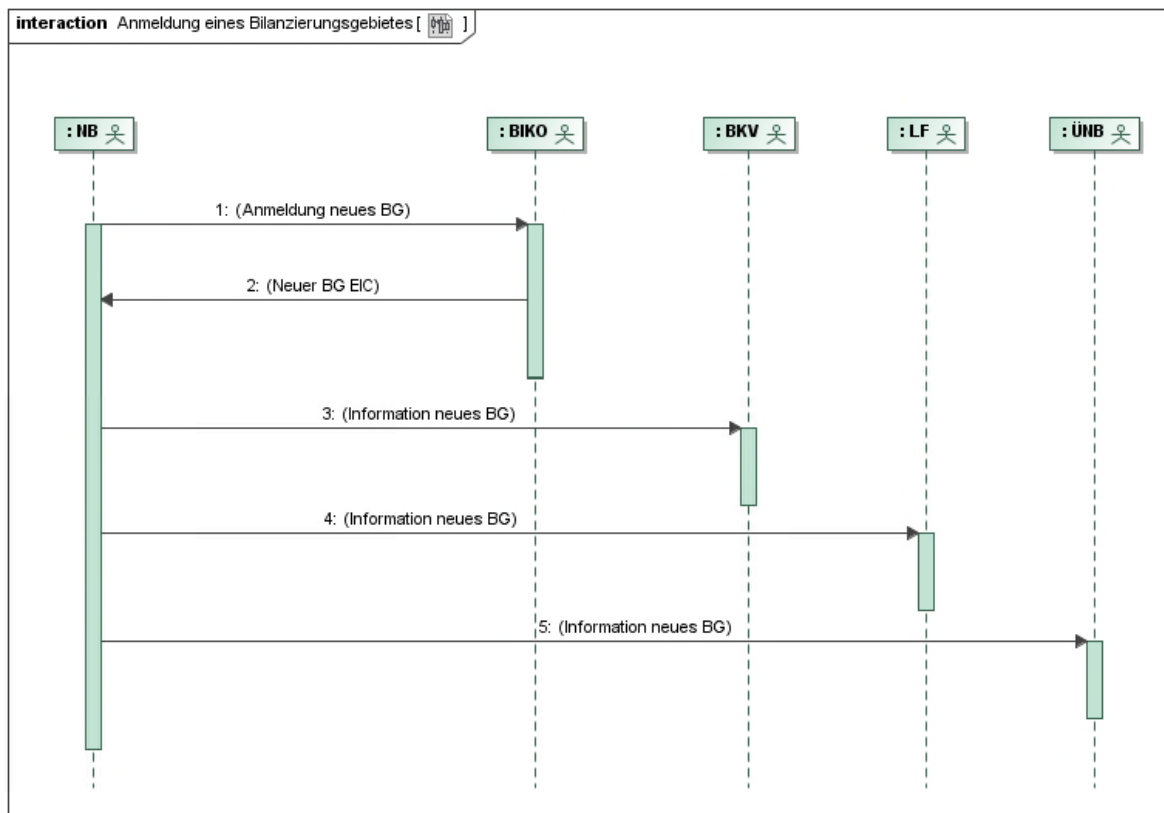 interaction Anmeldung eines Bilanzierungsgebietes [ ]
: NB
: BIKO
: BKV
: LF
: ÜNB
1: (Anmeldung neues BG)
2: (Neuer BG EIC)
3: (Information neues BG)
4: (Information neues BG)
5: (Information neues BG)